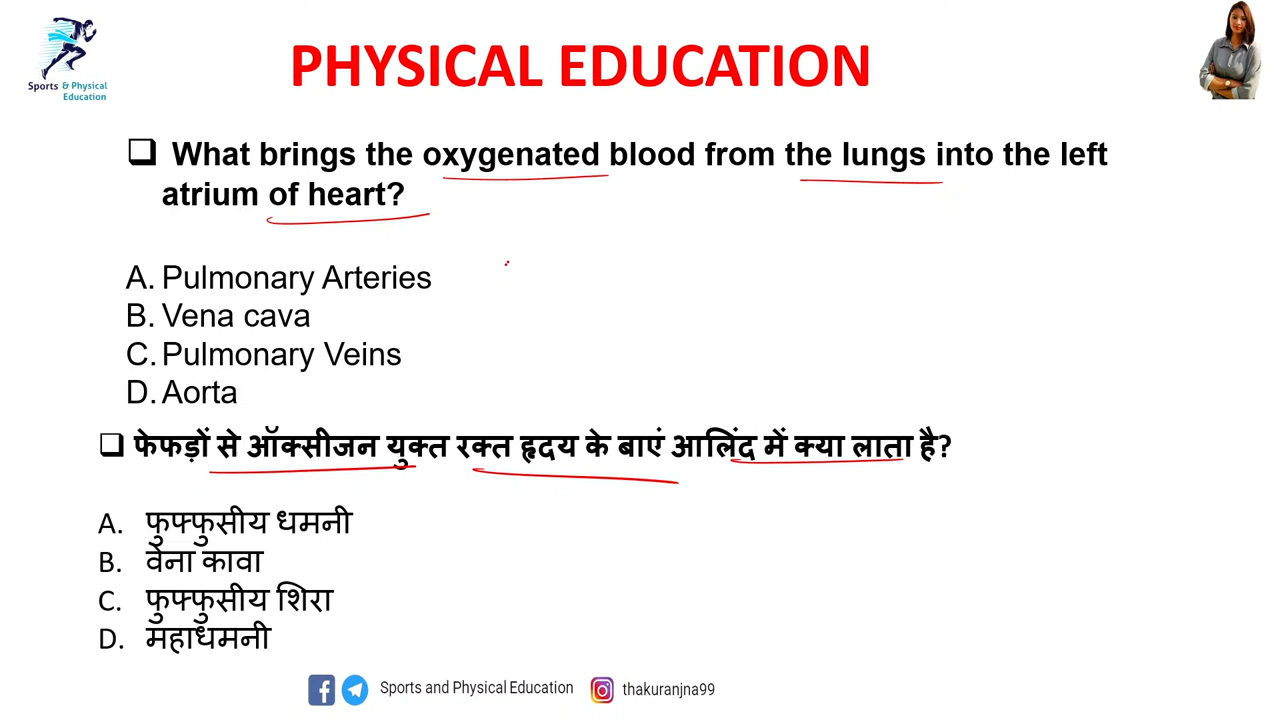 Sports & Physical
Education
PHYSICAL EDUCATION
❑ What brings the oxygenated blood from the lungs into the left
atrium of heart?
A. Pulmonary Arteries
B. Vena cava
C. Pulmonary Veins
D. Aorta
❑ फेफड़ों से ऑक्सीजन युक्त रक्त हृदय के बाएं आलिंद में क्या लाता है?
A. फुफ्फुसीय धमनी
B. वेना कावा
C. फुफ्फुसीय शिरा
D. महाधमनी
Sports and Physical Education thakuranjna99